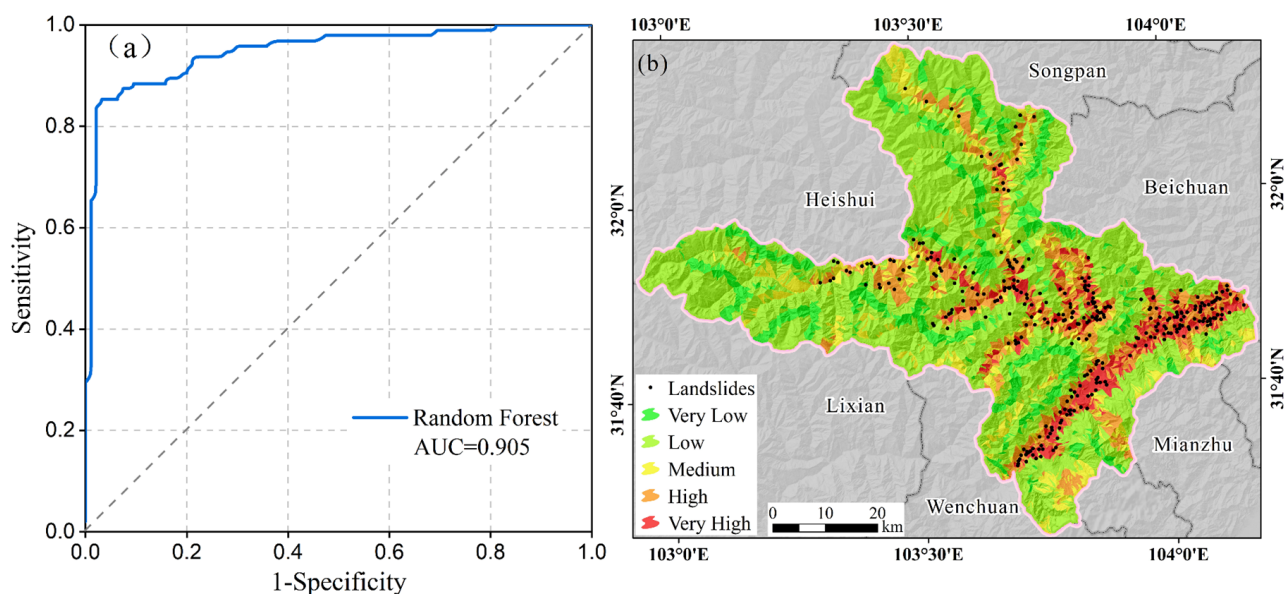 (a)
1.0
0.8
0.6
0.4
0.2
0.0
Sensitivity
0.0 0.2 0.4 0.6 0.8 1.0
1-Specificity
Random Forest
AUC=0.905
103°0'E 103°30'E 104°0'E
(b)
Songpan
Heishui
Beichuan
Lixian
Mianzhu
Wenchuan
32°0'N
31°40'N
32°0'N
31°40'N
Landslides
Very Low
Low
Medium
High
Very High
0 10 20
km
103°0'E 103°30'E 104°0'E